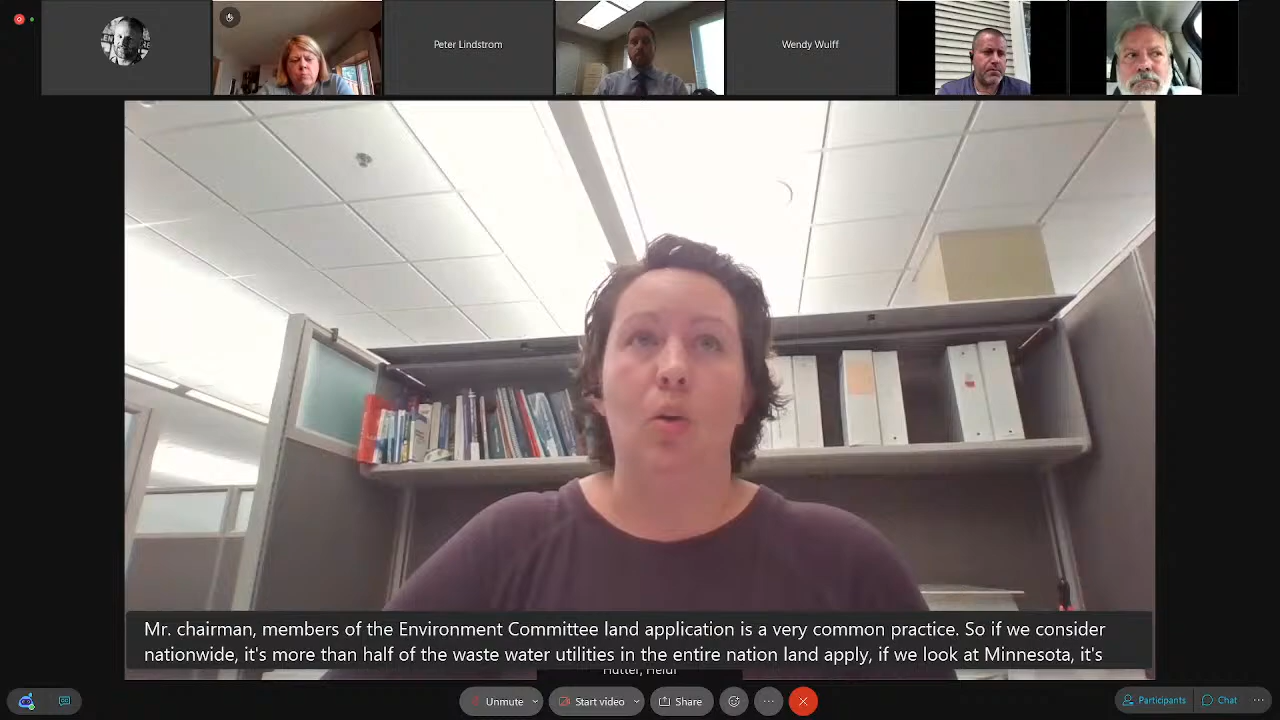 Peter Lindstrom
Wendy Wulff
Mr. chairman, members of the Environment Committee land application is a very common practice. So if we consider
nationwide, it's more than half of the waste water utilities in the entire nation land apply, if we look at Minnesota, it's
Hutter, Heidi
Unmute
Start video
Share
Participants
Chat